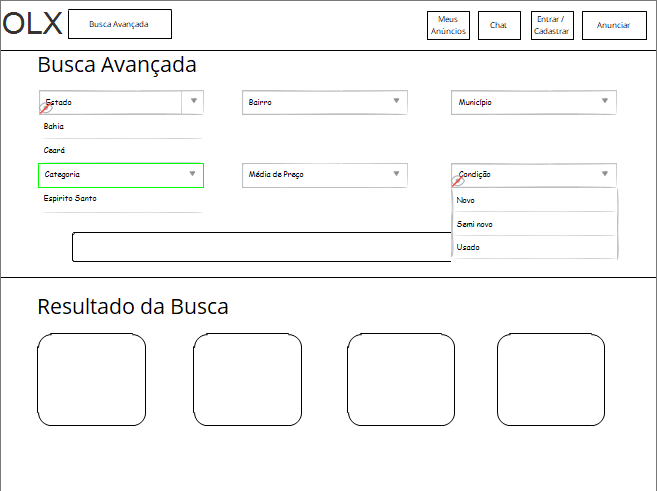 OLX
Busca Avançada
Meus
Anúncios
Chat
Entrar /
Cadastrar
Anunciar
Busca Avançada
Estado
Bairro
Município
Bahia
Ceará
Categoria
Média de Preço
Condição
Espirito Santo
Novo
Semi novo
Usado
Resultado da Busca